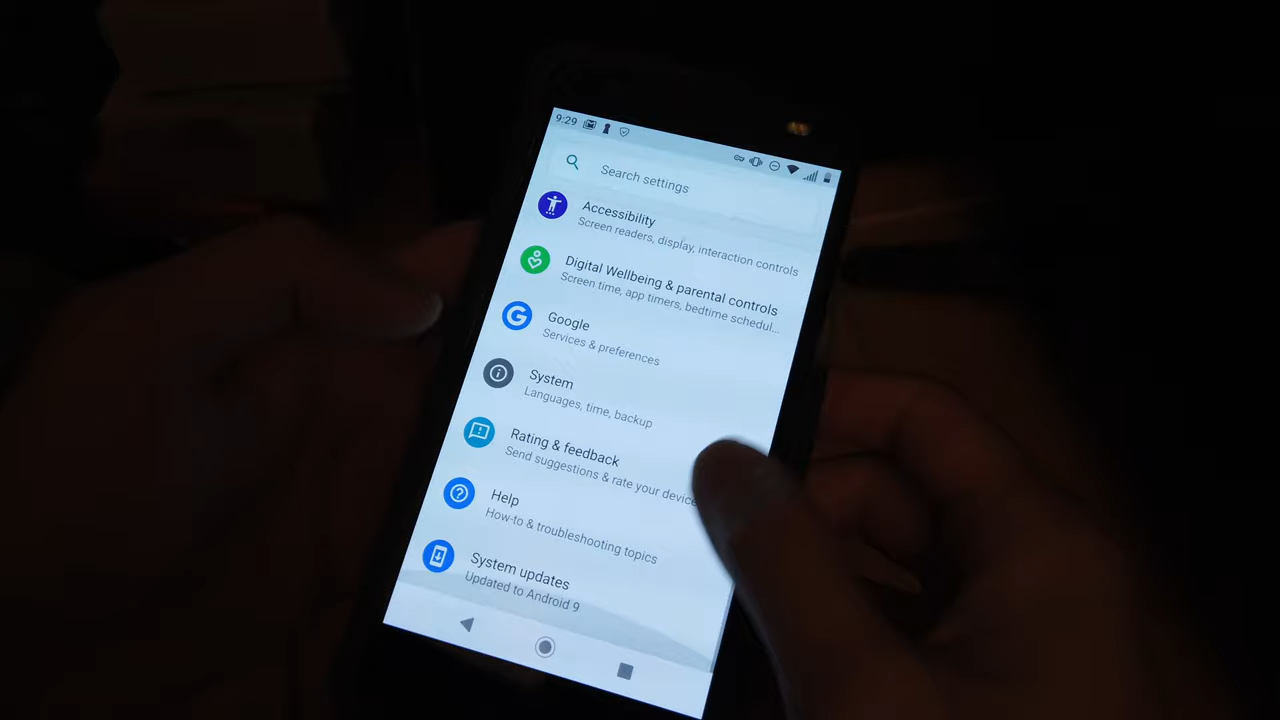 9:29
Search settings
Accessibility
Screen readers, display, interaction controls
Digital Wellbeing & parental controls
Screen time, app timers, bedtime schedul...
Google
Services & preferences
System
Languages, time, backup
Rating & feedback
Send suggestions & rate your device
Help
How-to & troubleshooting topics
System updates
Updated to Android 9